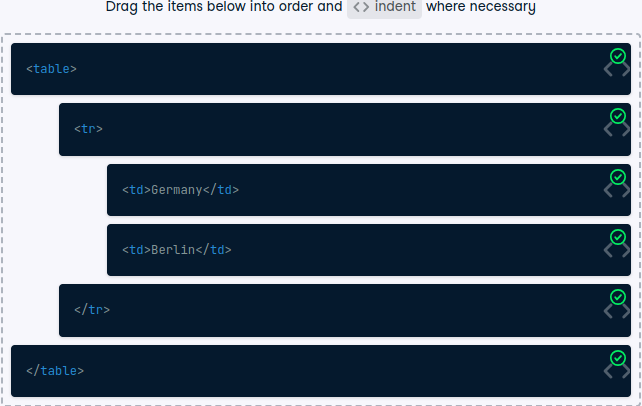 Drag the items below into order and <> indent where necessary
<table>
<tr>
<td>Germany</td>
<td>Berlin</td>
</tr>
</table>